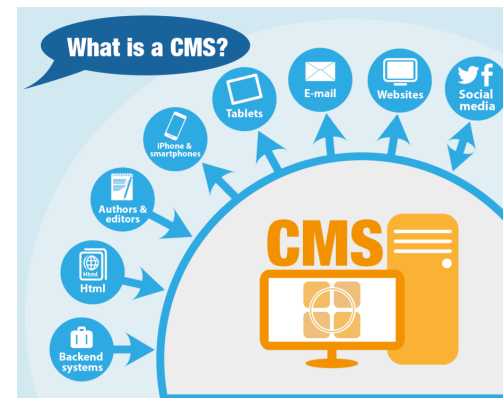 What is a CMS?
Backend
systems
Html
Html
Authors &
editors
iPhone &
smartphones
Tablets
E-mail
Websites
Social
media
CMS